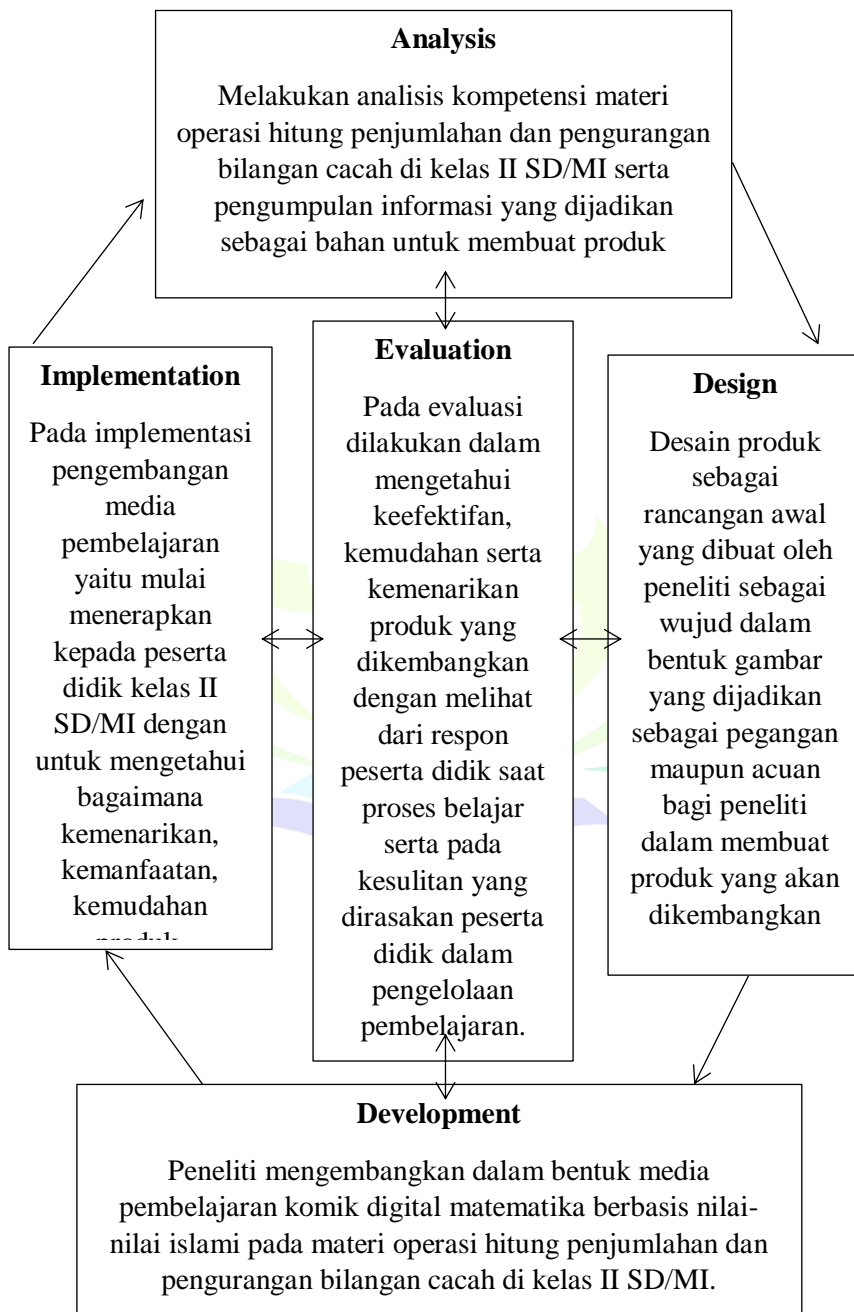 Analysis
Melakukan analisis kompetensi materi
operasi hitung penjumlahan dan pengurangan
bilangan cacah di kelas II SD/MI serta
pengumpulan informasi yang dijadikan
sebagai bahan untuk membuat produk
Implementation
Pada implementasi
pengembangan
media
pembelajaran
yaitu mulai
menerapkan
kepada peserta
didik kelas II
SD/MI dengan
untuk mengetahui
bagaimana
kemenarikan,
kemanfaatan,
kemudahan
Evaluation
Pada evaluasi
dilakukan dalam
mengetahui
keefektifan,
kemudahan serta
kemenarikan
produk yang
dikembangkan
dengan melihat
dari respon
peserta didik saat
proses belajar
serta pada
kesulitan yang
dirasakan peserta
didik dalam
pengelolaan
pembelajaran.
Design
Desain produk
sebagai
rancangan awal
yang dibuat oleh
peneliti sebagai
wujud dalam
bentuk gambar
yang dijadikan
sebagai pegangan
maupun acuan
bagi peneliti
dalam membuat
produk yang akan
dikembangkan
Development
Peneliti mengembangkan dalam bentuk media
pembelajaran komik digital matematika berbasis nilai-
nilai islami pada materi operasi hitung penjumlahan dan
pengurangan bilangan cacah di kelas II SD/MI.